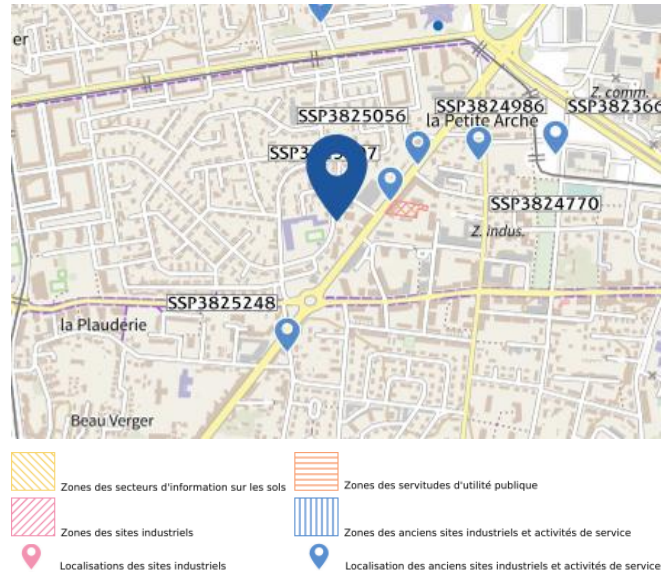 er
Z. comm.
SSP3825056
SSP3824986
SSP382366
la Petite Arche
SSP3824770
Z. indus.
SSP3825248
la Plauderie
Beau Verger
Zones des secteurs d'information sur les sols
Zones des servitudes d'utilité publique
Zones des sites industriels
Zones des anciens sites industriels et activités de service
Localisations des sites industriels
Localisation des anciens sites industriels et activités de service